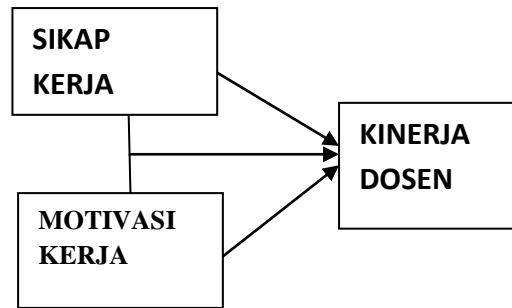 SIKAP
KERJA
KINERJA
DOSEN
MOTIVASI
KERJA